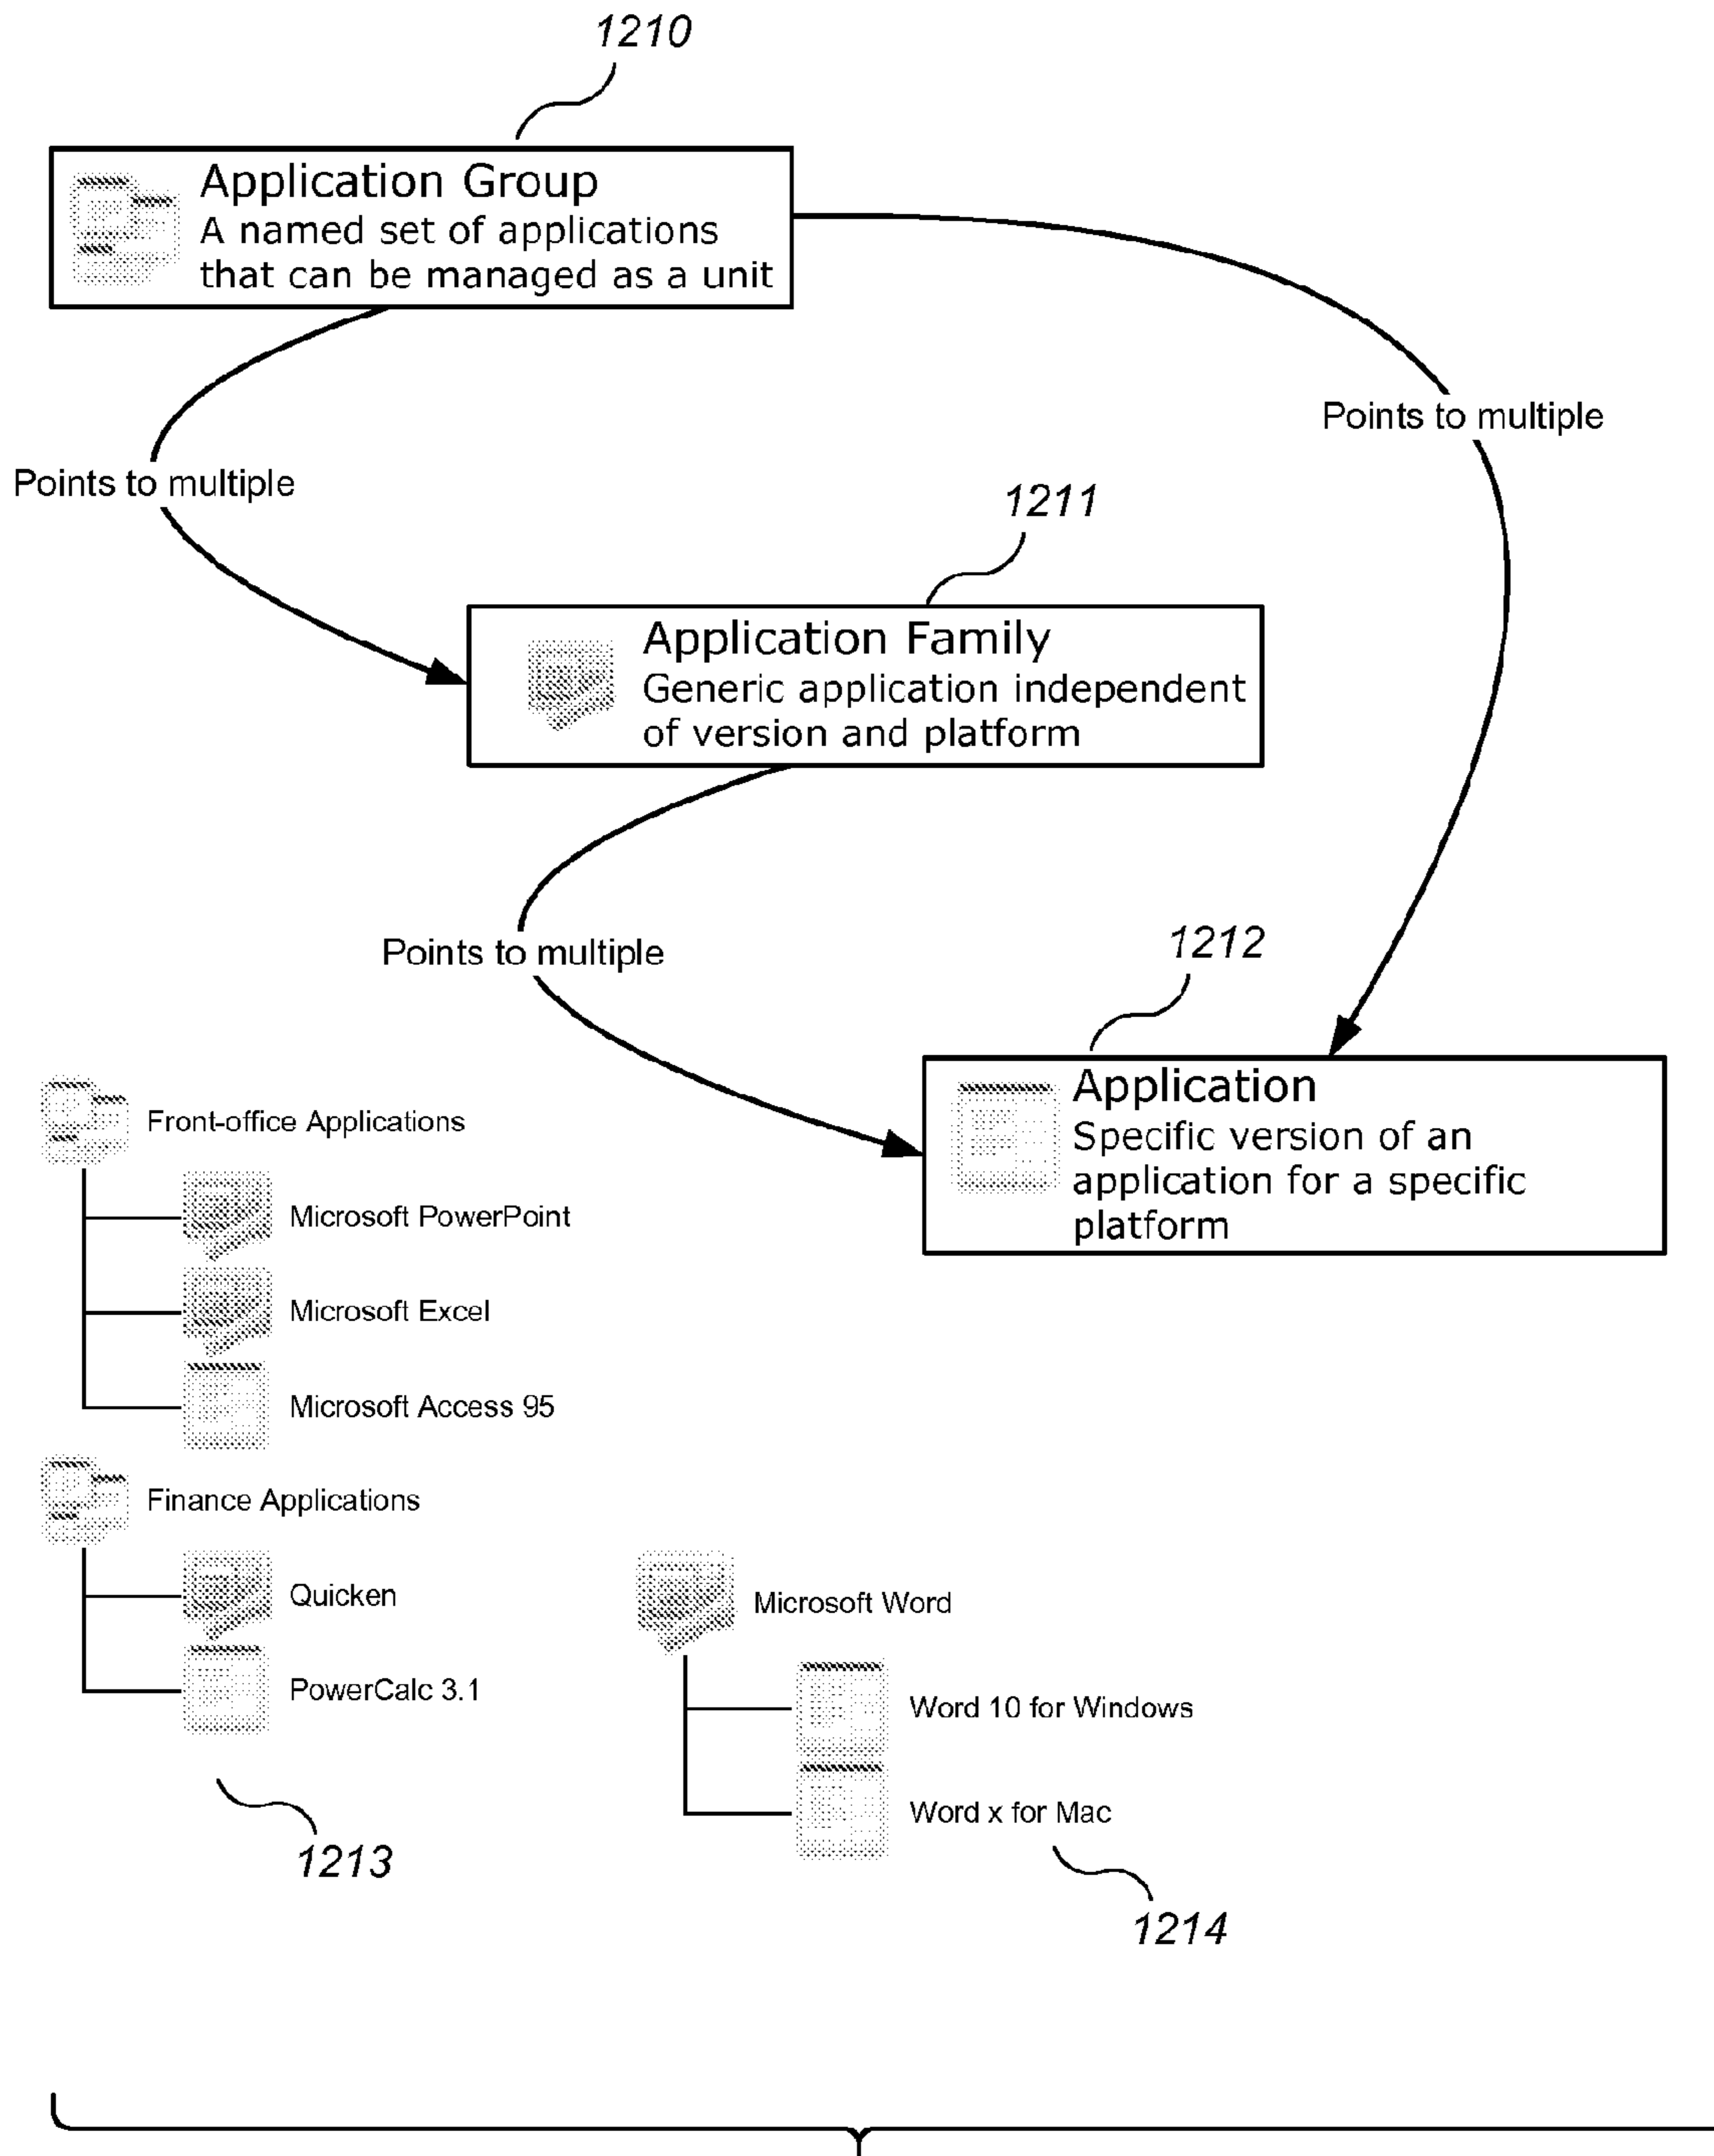 1210
Application Group
A named set of applications
that can be managed as a unit
Points to multiple
Points to multiple
1211
Application Family
Generic application independent
of version and platform
Points to multiple
1212
Application
Specific version of an
application for a specific
platform
Front-office Applications
Microsoft PowerPoint
Microsoft Excel
Microsoft Access 95
Finance Applications
Quicken
PowerCalc 3.1
1213
Microsoft Word
Word 10 for Windows
Word x for Mac
1214